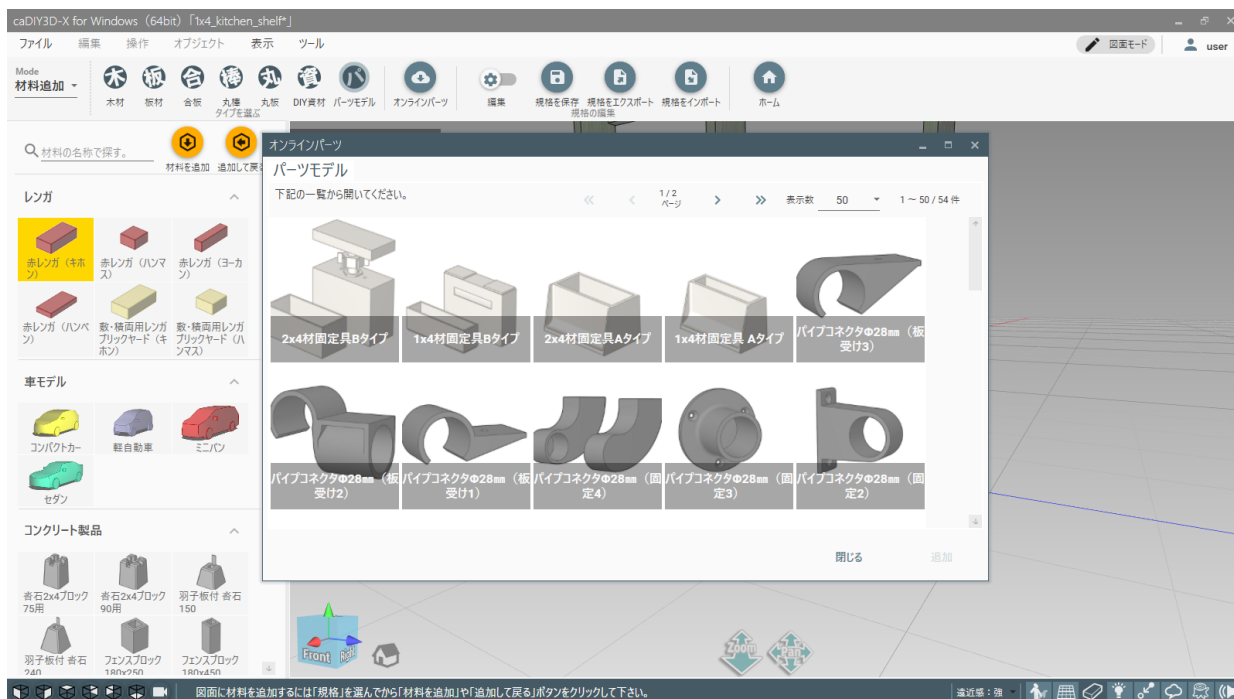 caDIY3D-X for Windows（64bit）「1x4_kitchen_shelf*」
ファイル 編集 操作 オブジェクト 表示 ツール
図面モード user
Mode
材料追加
木 板 合 棒 丸 資 パ
木材 板材 合板 丸棒 丸板 DIY資材 パーツモデル オンラインパーツ 編集 規格を保存 規格をエクスポート 規格をインポート ホーム
タイプを選ぶ 規格の編集
材料の名称で探す。
材料を追加 追加して戻
レンガ
赤レンガ（キホン）
赤レンガ（ハンマス）
赤レンガ（ヨーカン）
赤レンガ（ハンペン）
敷・積両用レンガ ブリックヤード（キホン）
敷・積両用レンガ ブリックヤード（ハンマス）
車モデル
コンパクトカー 軽自動車 ミニバン
セダン
コンクリート製品
沓石2x4ブロック 75用
沓石2x4ブロック 90用
羽子板付 沓石 150
羽子板付 沓石 240
フェンスブロック 180x250
フェンスブロック 180x450
オンラインパーツ
パーツモデル
下記の一覧から開いてください。
1/2
ページ
表示数 50 1 ～ 50 / 54 件
2x4材固定具Bタイプ
1x4材固定具Bタイプ
2x4材固定具Aタイプ
1x4材固定具 Aタイプ
パイプコネクタΦ28㎜（板受け3）
パイプコネクタΦ28㎜（板受け2）
パイプコネクタΦ28㎜（板受け1）
パイプコネクタΦ28㎜（固定4）
パイプコネクタΦ28㎜（固定3）
パイプコネクタΦ28㎜（固定2）
閉じる 追加
Front Right
Zoom Pan
図面に材料を追加するには「規格」を選んでから「材料を追加」や「追加して戻る」ボタンをクリックして下さい。
遠近感：強